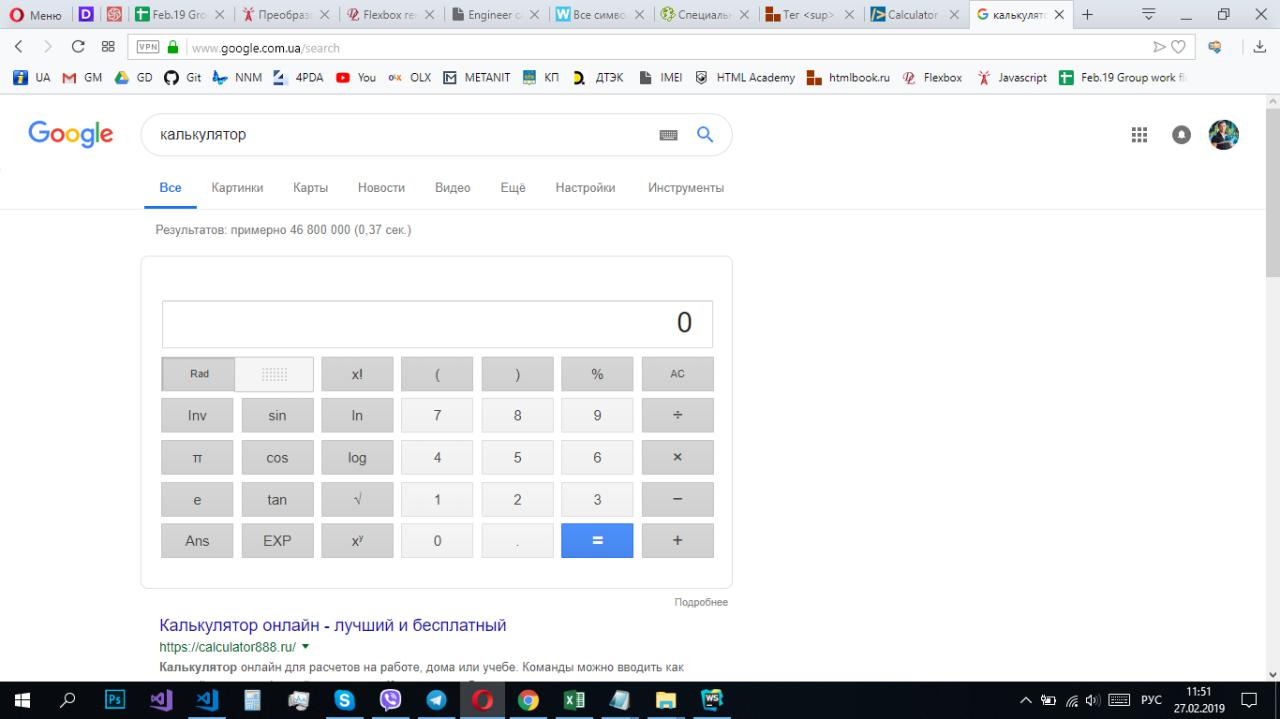 Меню
Feb.19 Gro
Преобраз
Flexbox
Engineer
Все симво
Специаль
Тег <sup>
Calculator
калькулят
VPN
www.google.com.ua/search
UA GM GD Git NNM 4PDA You OLX METANIT КП ДТЭК IMEI HTML Academy htmlbook.ru Flexbox Javascript Feb.19 Group work
Google
калькулятор
Все Картинки Карты Новости Видео Ещё Настройки Инструменты
Результатов: примерно 46 800 000 (0,37 сек.)
0
Rad x! ( ) % AC
Inv sin ln 7 8 9 ÷
π cos log 4 5 6 ×
e tan √ 1 2 3 −
Ans EXP xʸ 0 . = +
Подробнее
Калькулятор онлайн - лучший и бесплатный
https://calculator888.ru/
Калькулятор онлайн для расчетов на работе, дома или учебе. Команды можно вводить как
РУС
11:51
27.02.2019